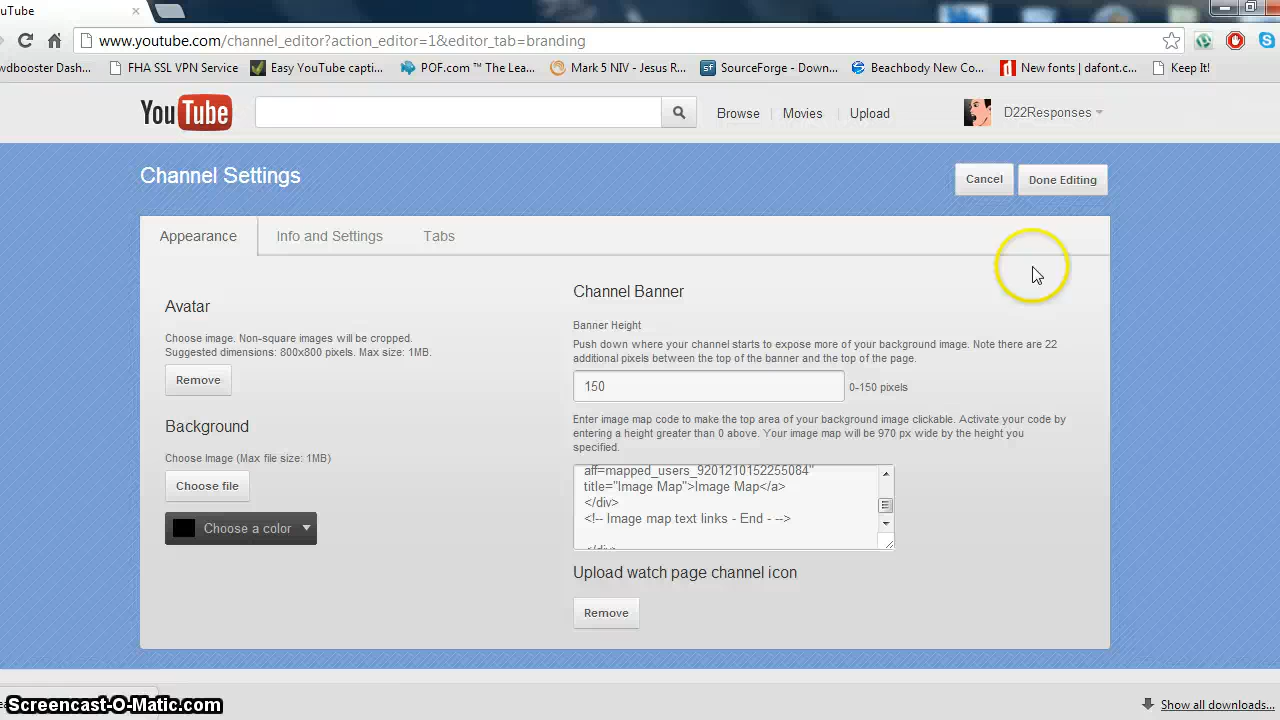 uTube
www.youtube.com/channel_editor?action_editor=1&editor_tab=branding
wdbooster Dash... FHA SSL VPN Service Easy YouTube capti... POF.com ™ The Lea... Mark 5 NIV - Jesus R... SourceForge - Down... Beachbody New Co... New fonts | dafont.c... Keep It!
YouTube Browse Movies Upload D22Responses
Channel Settings
Cancel Done Editing
Appearance Info and Settings Tabs
Channel Banner
Avatar
Banner Height
Choose image. Non-square images will be cropped.
Suggested dimensions: 800x800 pixels. Max size: 1MB.
Push down where your channel starts to expose more of your background image. Note there are 22
additional pixels between the top of the banner and the top of the page.
Remove
150 0-150 pixels
Background
Enter image map code to make the top area of your background image clickable. Activate your code by
entering a height greater than 0 above. Your image map will be 970 px wide by the height you
specified.
Choose Image (Max file size: 1MB)
Choose file
aff=mapped_users_9201210152255084"
title="Image Map">Image Map</a>
</div>
<!-- Image map text links - End - -->
</div>
Choose a color
Upload watch page channel icon
Remove
Screencast-O-Matic.com
Show all downloads...